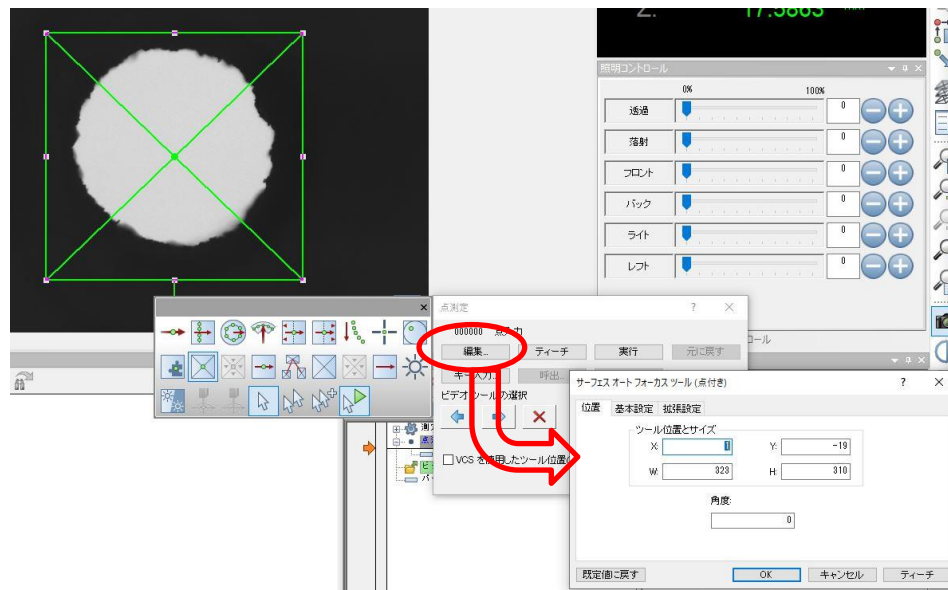 Z:
17.5863
照明コントロール
0%
100%
透過
0
落射
0
フロント
0
バック
0
ライト
0
レフト
0
点測定
000000
編集...
ティーチ
実行
元に戻す
キー入力...
呼出...
ビデオツールの選択
VCS を使用したツール位置
サーフェス オート フォーカス ツール (点付き)
位置
基本設定
拡張設定
ツール位置とサイズ
X:
1
Y:
-19
W:
323
H:
310
角度:
0
既定値に戻す
OK
キャンセル
ティーチ